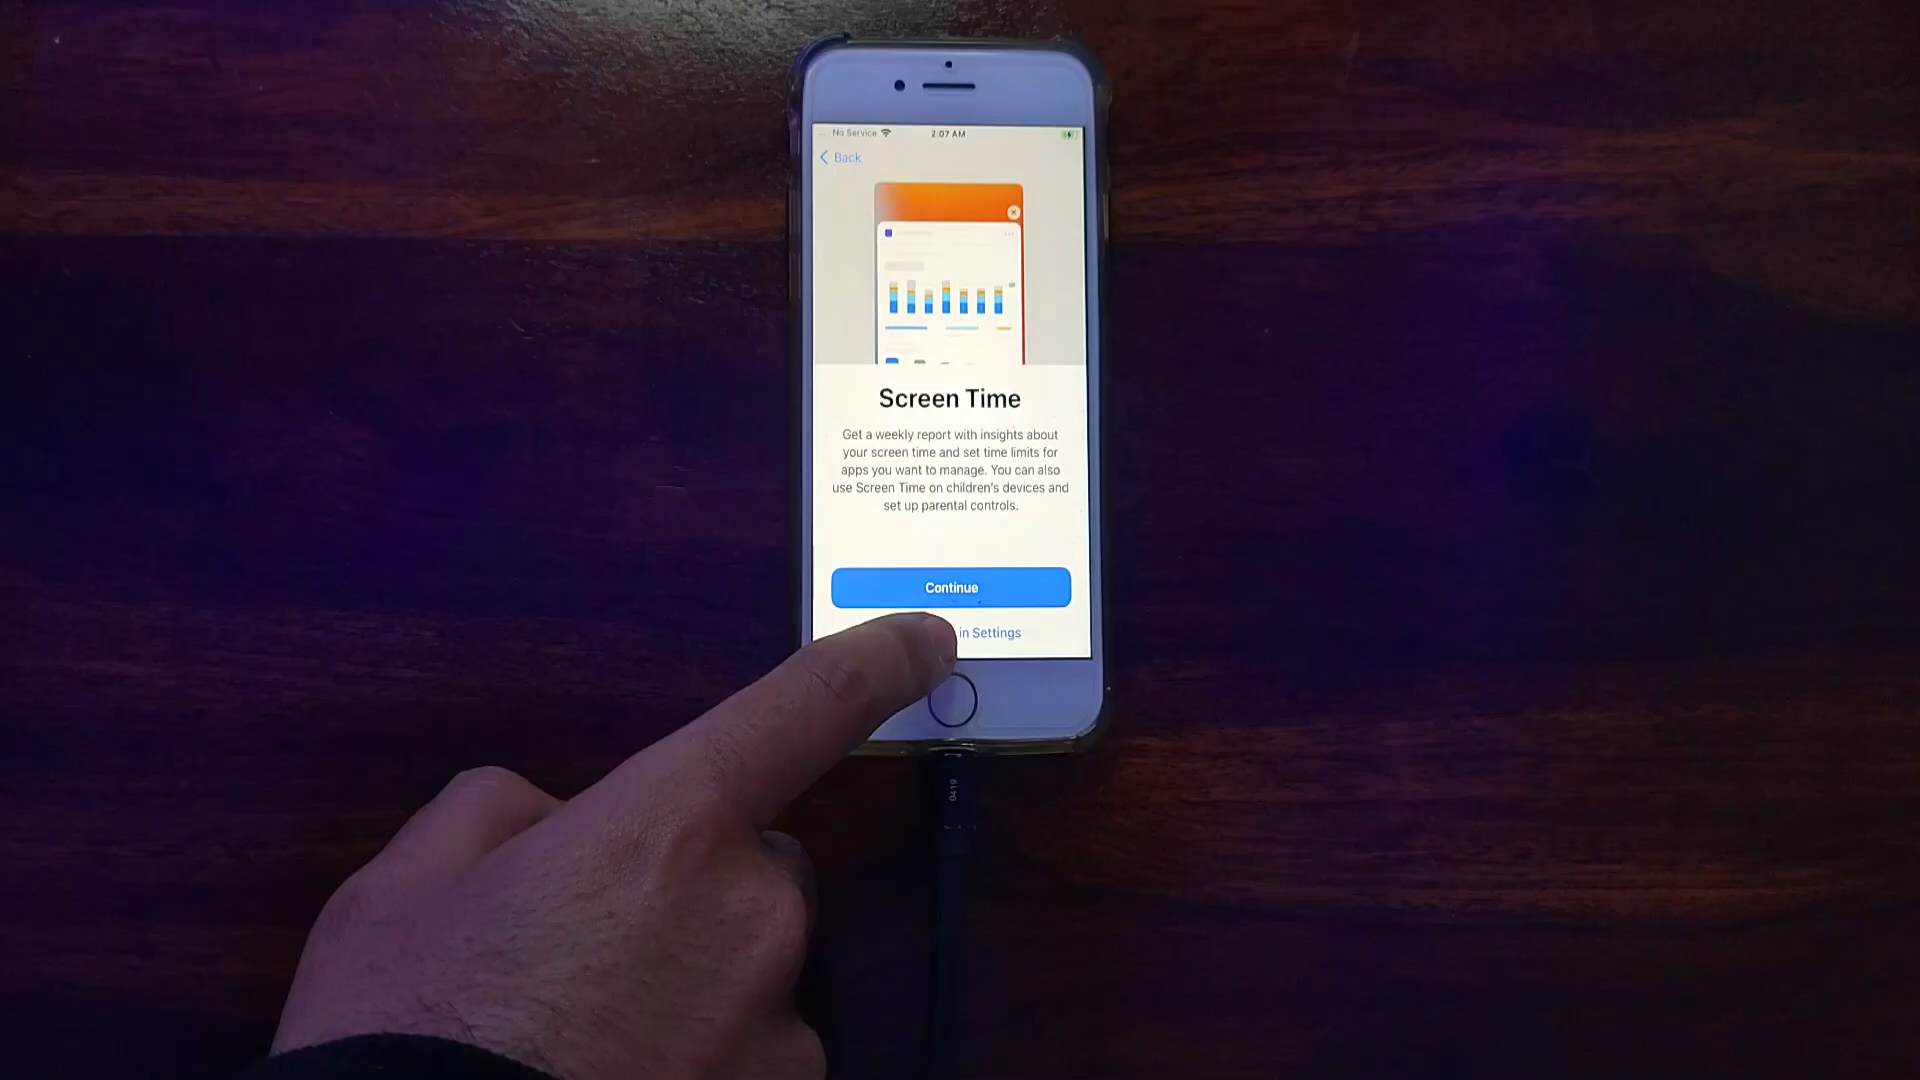 No Service 2:07 AM
Back
Screen Time
Get a weekly report with insights about
your screen time and set time limits for
apps you want to manage. You can also
use Screen Time on children's devices and
set up parental controls.
Continue
in Settings
0419